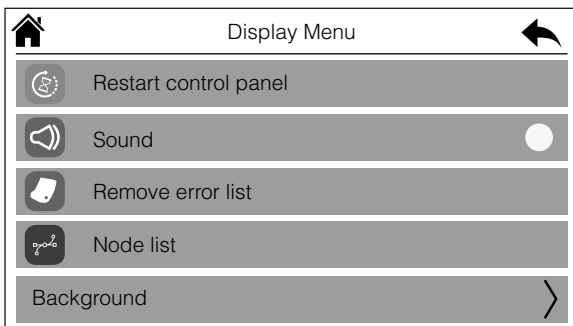 Display Menu
Restart control panel
Sound
Remove error list
Node list
Background